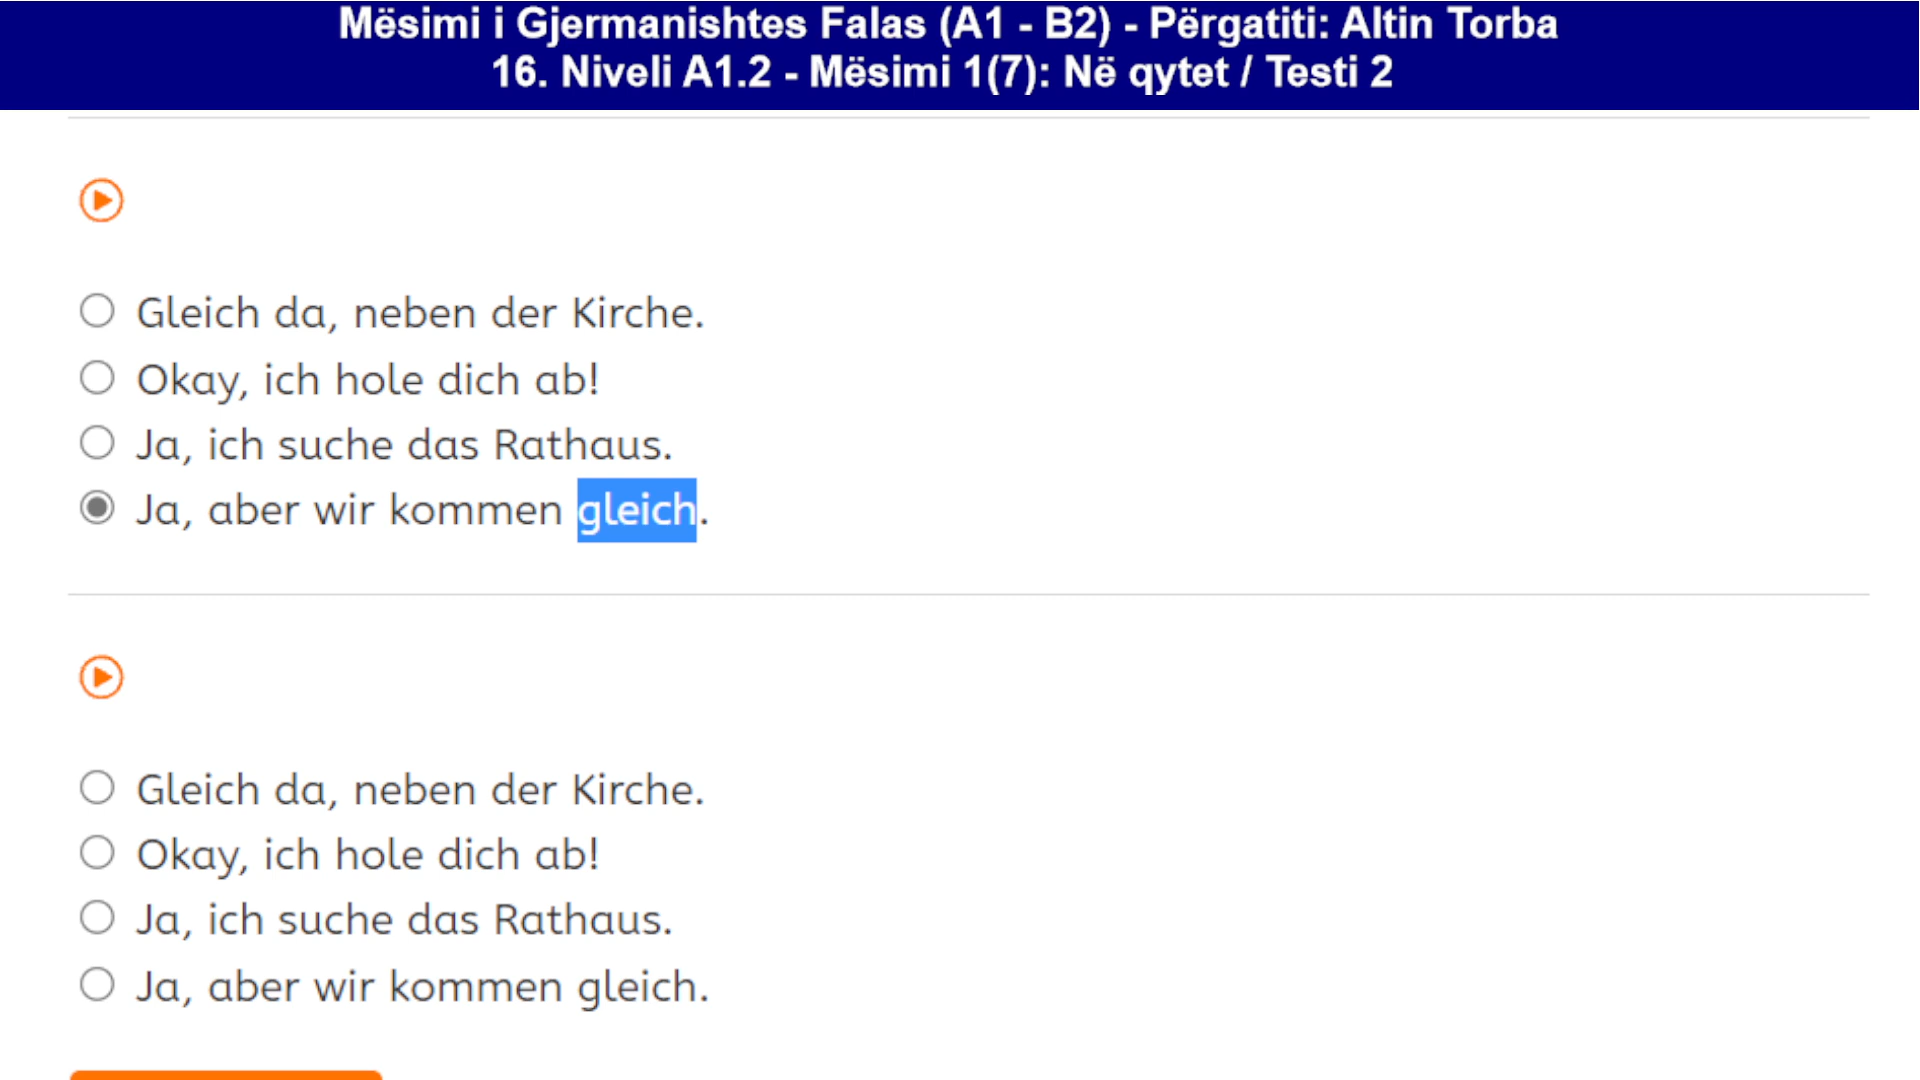 Mësimi i Gjermanishtes Falas (A1 - B2) - Përgatiti: Altin Torba
16. Niveli A1.2 - Mësimi 1(7): Në qytet / Testi 2
Gleich da, neben der Kirche.
Okay, ich hole dich ab!
Ja, ich suche das Rathaus.
Ja, aber wir kommen gleich.
Gleich da, neben der Kirche.
Okay, ich hole dich ab!
Ja, ich suche das Rathaus.
Ja, aber wir kommen gleich.